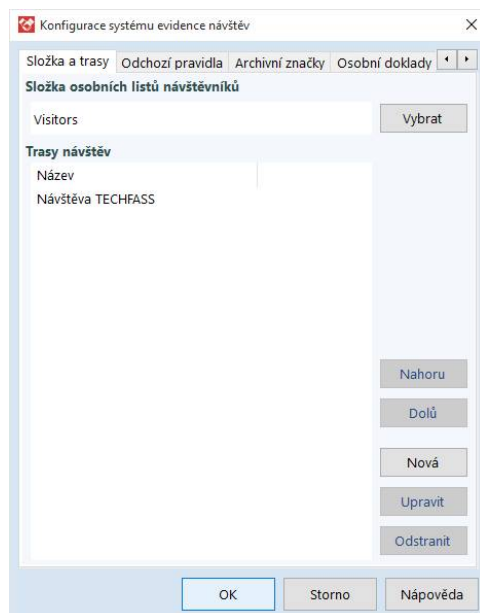 Konfigurace systému evidence návštěv
Složka a trasy Odchozí pravidla Archivní značky Osobní doklady
Složka osobních listů návštěvníků
Visitors Vybrat
Trasy návštěv
Název
Návštěva TECHFASS
Nahoru
Dolů
Nová
Upravit
Odstranit
OK Storno Nápověda